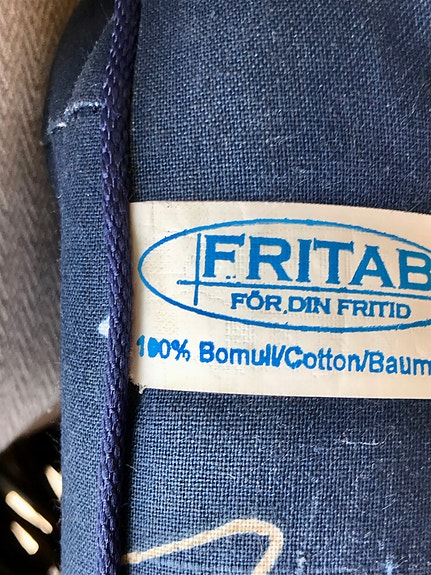 FRITAB
FÖR DIN FRITID
100% Bomull/Cotton/Baum